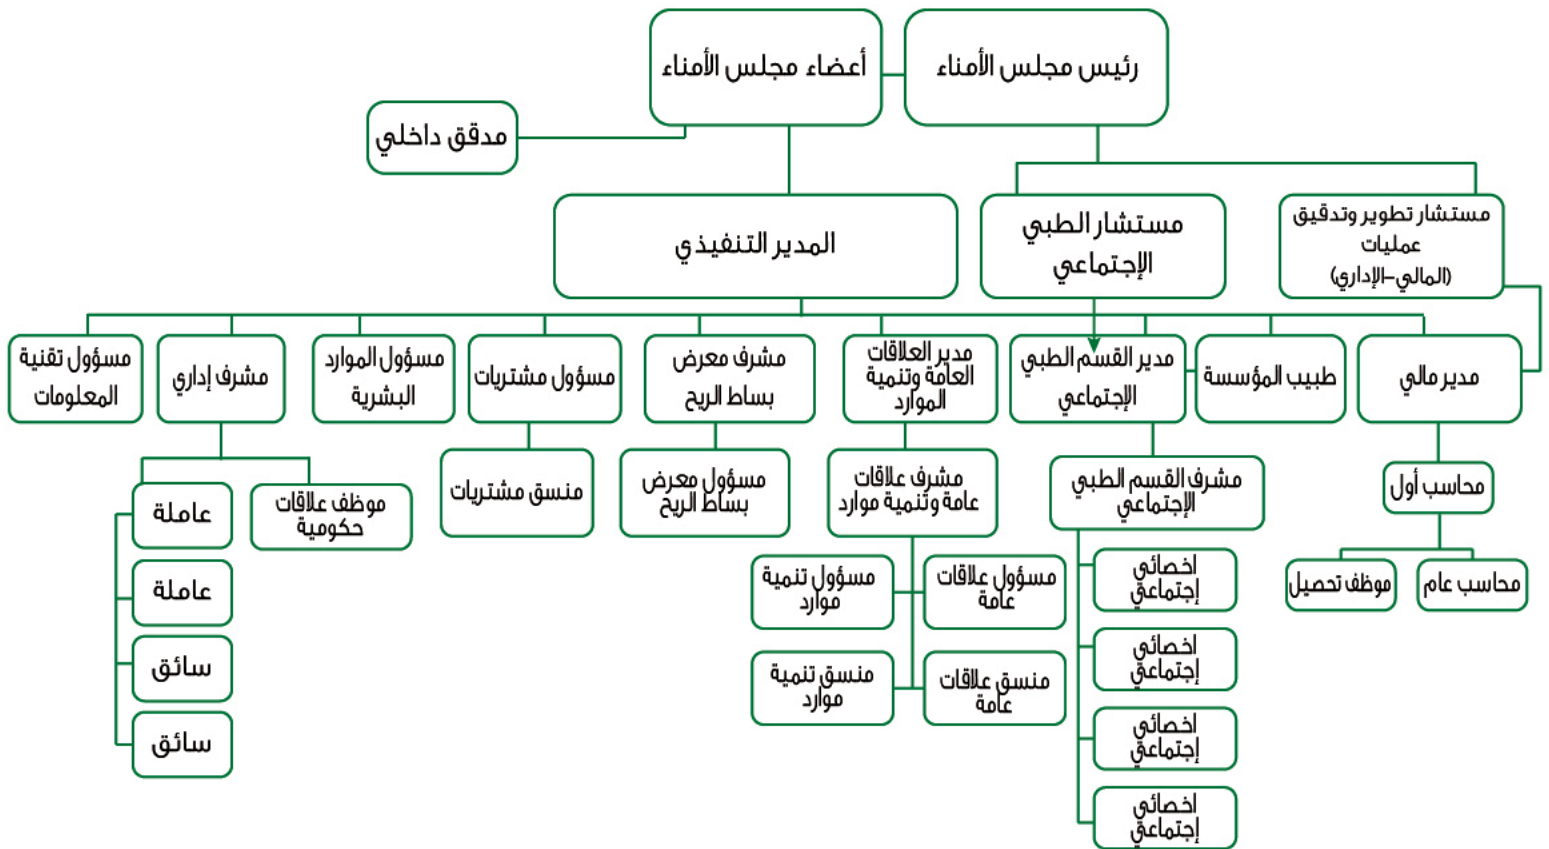 رئيس مجلس الأمناء
أعضاء مجلس الأمناء
مدقق داخلي
مستشار تطوير وتدقيق
عمليات
(المالي-الإداري)
مستشار الطبي
الإجتماعي
المدير التنفيذي
مدير مالي
طبيب المؤسسة
مدير القسم الطبي
الإجتماعي
مدير العلاقات
العامة وتنمية
الموارد
مشرف معرض
بساط الريح
مسؤول مشتريات
مسؤول الموارد
البشرية
مشرف إداري
مسؤول تقنية
المعلومات
محاسب أول
مشرف القسم الطبي
الإجتماعي
مشرف علاقات
عامة وتنمية موارد
مسؤول معرض
بساط الريح
منسق مشتريات
موظف علاقات
حكومية
عاملة
محاسب عام
موظف تحصيل
اخصائي
إجتماعي
مسؤول علاقات
عامة
مسؤول تنمية
موارد
عاملة
اخصائي
إجتماعي
منسق علاقات
عامة
منسق تنمية
موارد
سائق
اخصائي
إجتماعي
سائق
اخصائي
إجتماعي